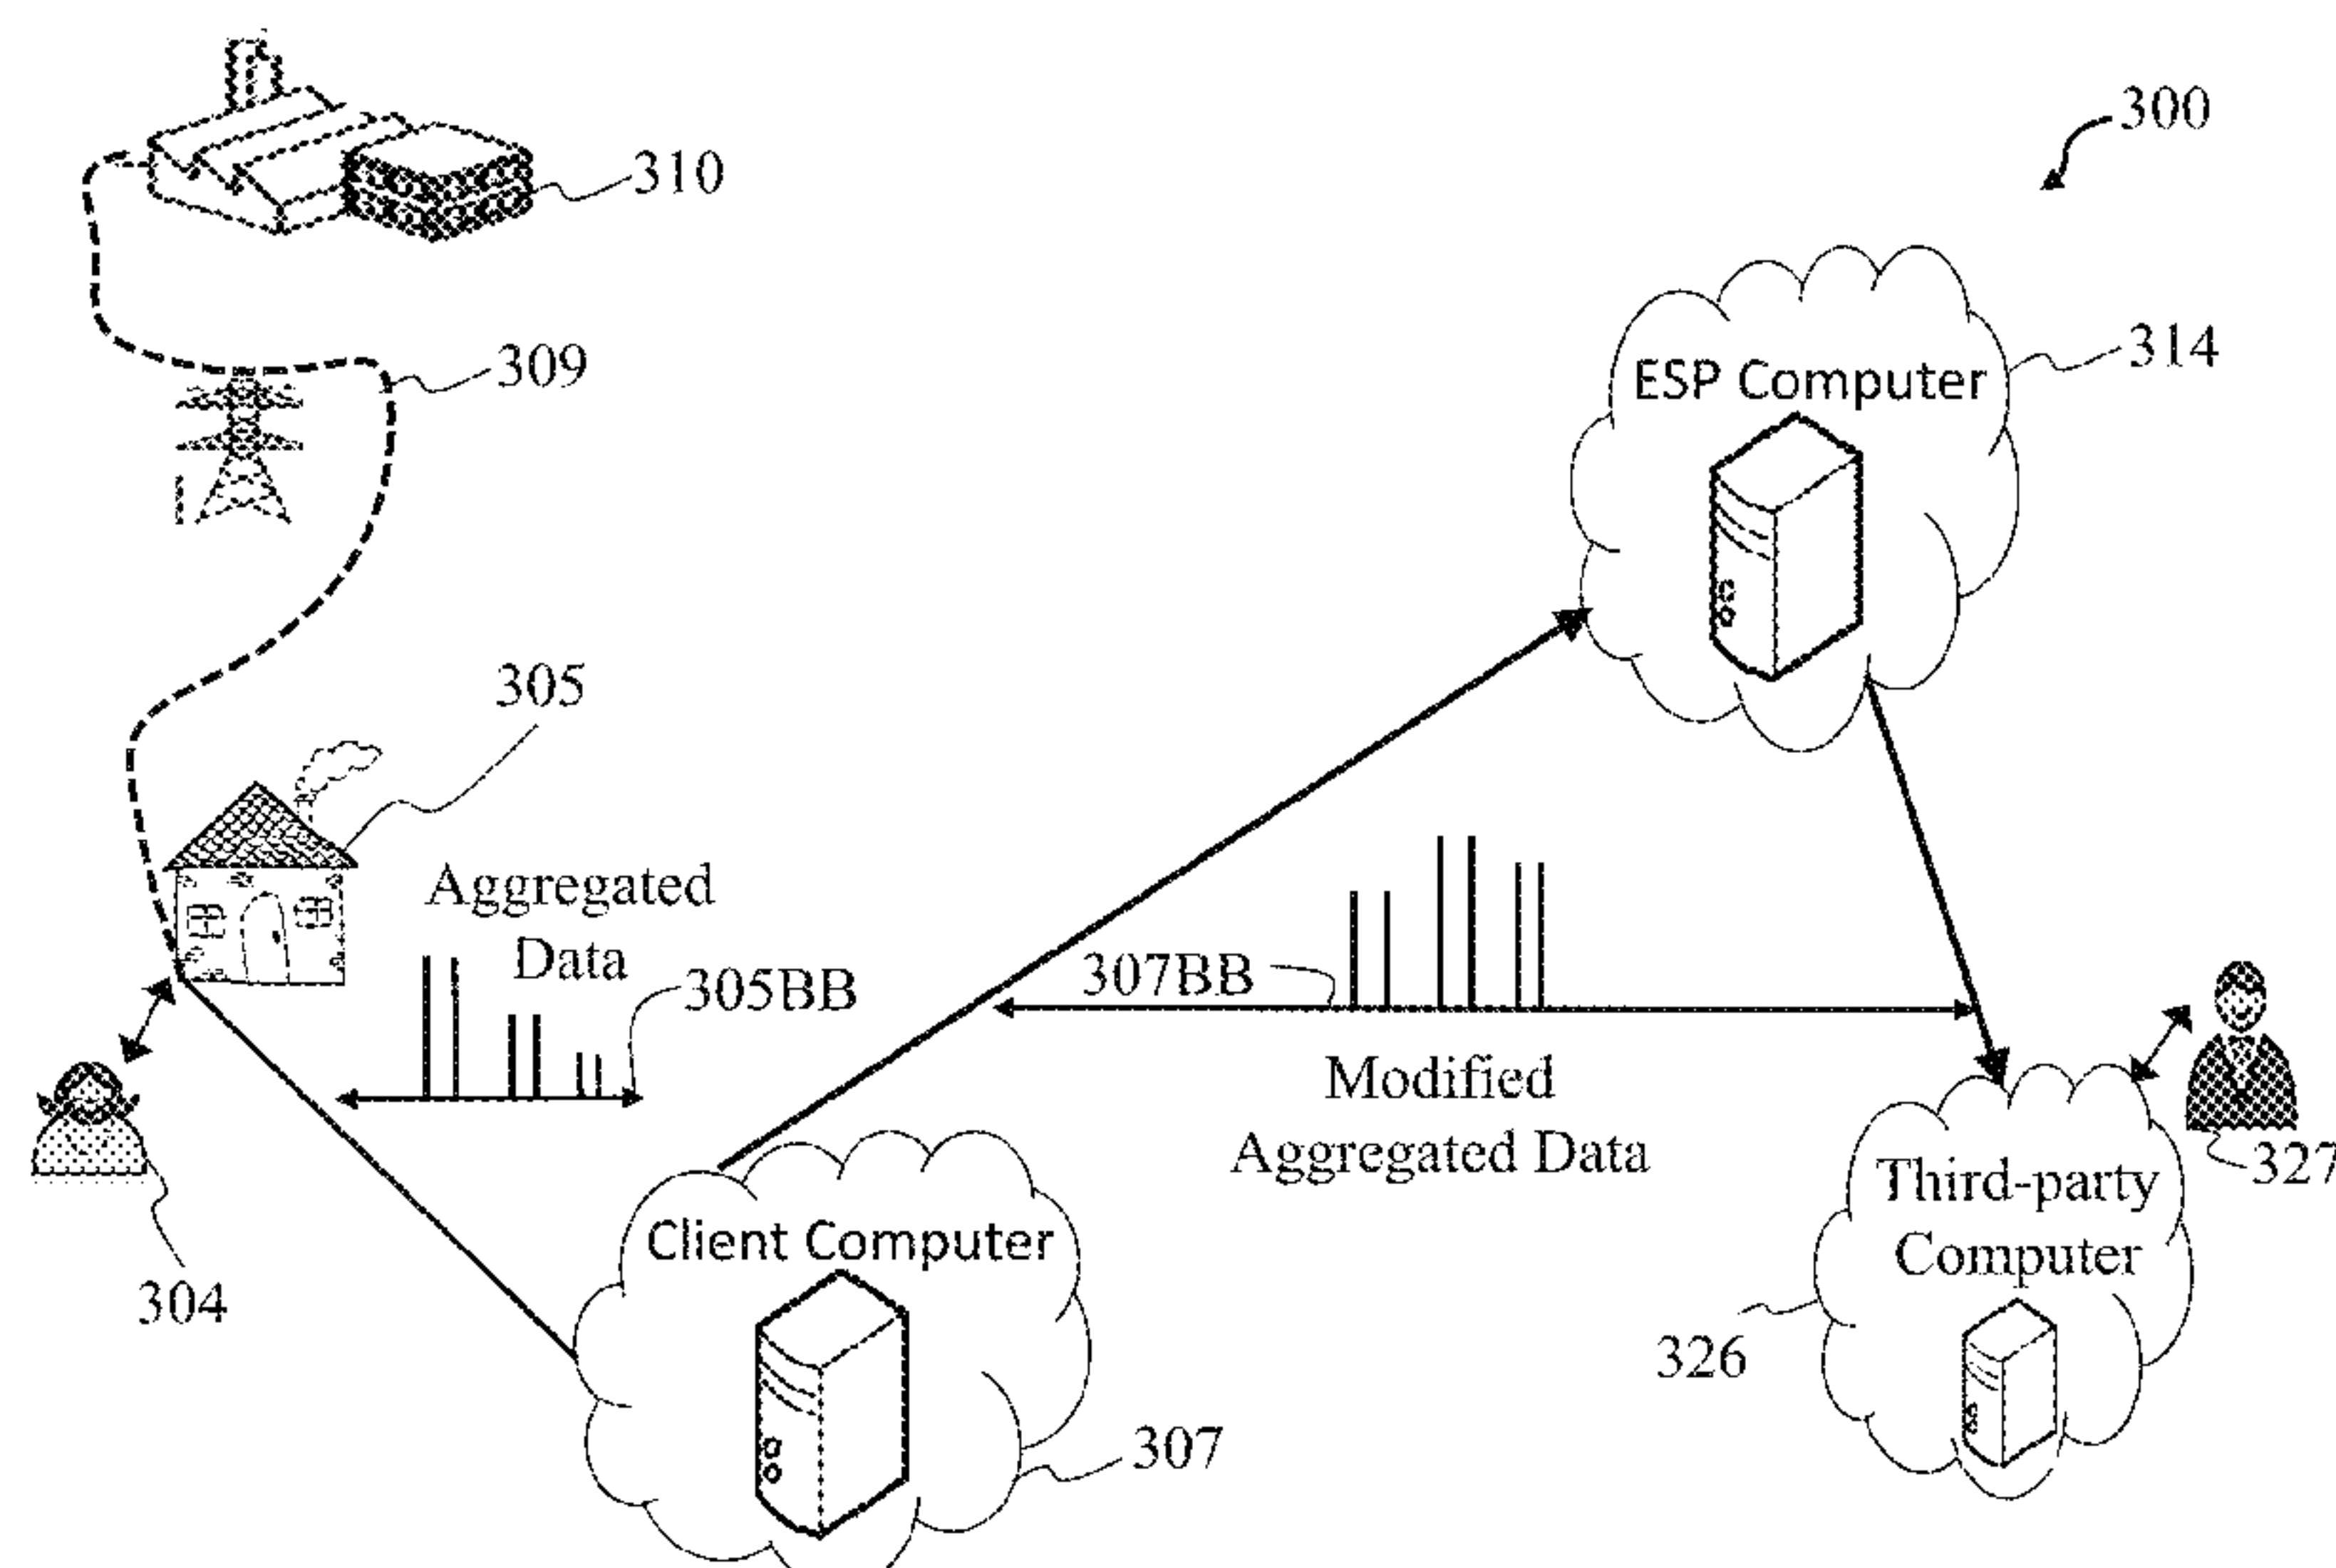 300
310
314
309
ESP Computer
305
Aggregated
Data
305BB
307BB
Modified
Aggregated Data
327
Third-party
Computer
Client Computer
304
326
307